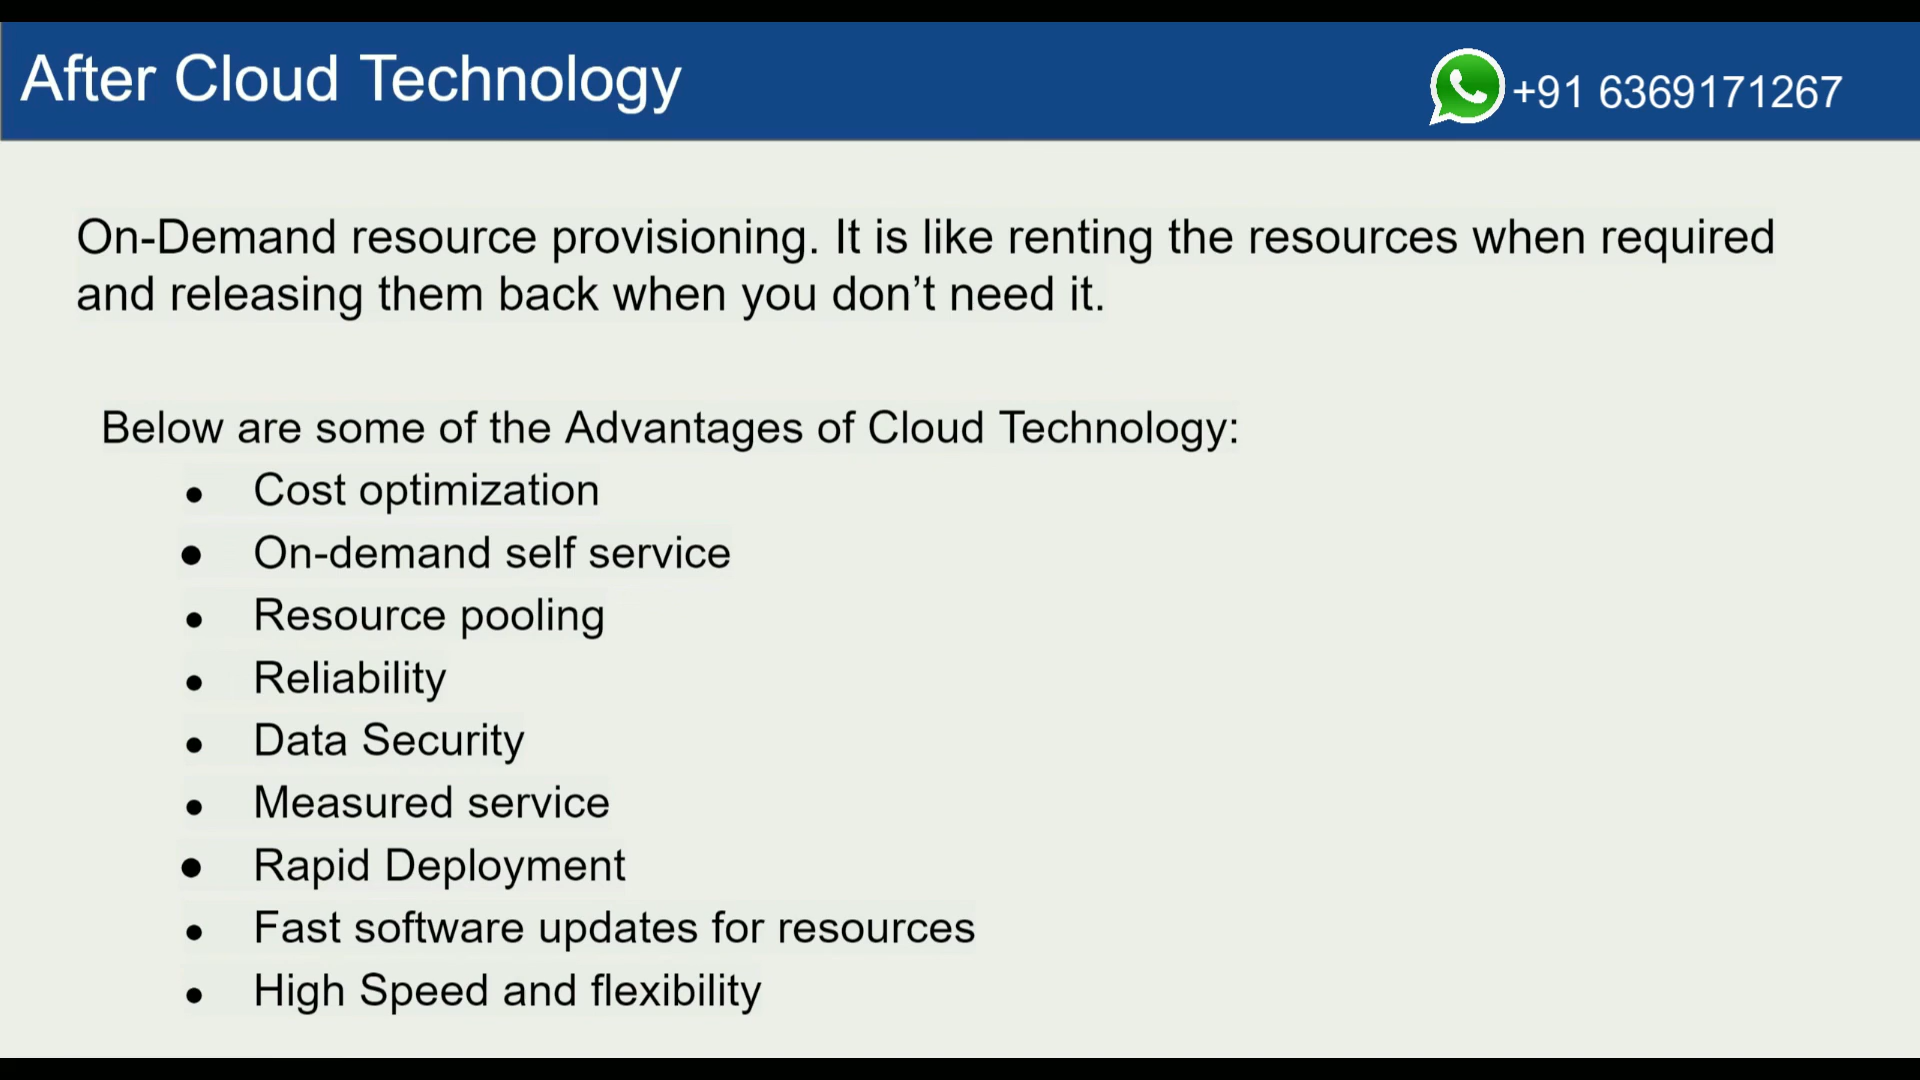 After Cloud Technology
+91 6369171267
On-Demand resource provisioning. It is like renting the resources when required
and releasing them back when you don’t need it.
Below are some of the Advantages of Cloud Technology:
● Cost optimization
● On-demand self service
● Resource pooling
● Reliability
● Data Security
● Measured service
● Rapid Deployment
● Fast software updates for resources
● High Speed and flexibility